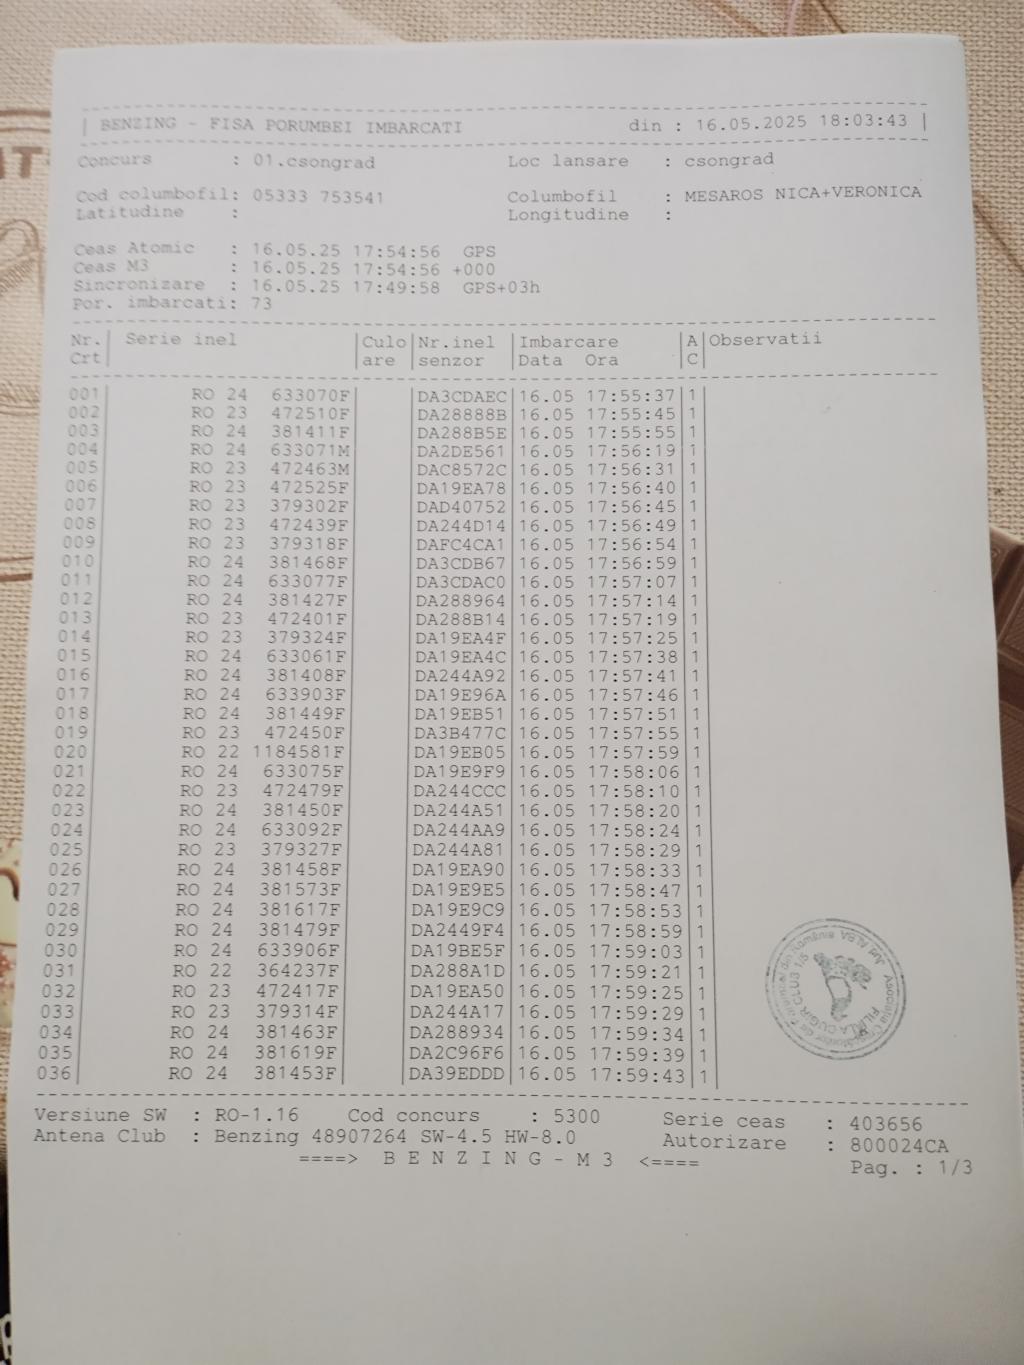 BENZING - FISA PORUMBEI IMBARCATI din : 16.05.2025 18:03:43
Concurs : 01.csongrad Loc lansare : csongrad
Cod columbofil: 05333 753541 Columbofil : MESAROS NICA+VERONICA
Latitudine : Longitudine :
Ceas Atomic : 16.05.25 17:54:56 GPS
Ceas M3 : 16.05.25 17:54:56 +000
Sincronizare : 16.05.25 17:49:58 GPS+03h
Por. imbarcati: 73
Nr. Serie inel Culo Nr.inel Imbarcare A Observatii
Crt are senzor Data Ora C
001 RO 24 633070F DA3CDAEC 16.05 17:55:37 1
002 RO 23 472510F DA28888B 16.05 17:55:45 1
003 RO 24 381411F DA288B5E 16.05 17:55:55 1
004 RO 24 633071M DA2DE561 16.05 17:56:19 1
005 RO 23 472463M DAC8572C 16.05 17:56:31 1
006 RO 23 472525F DA19EA78 16.05 17:56:40 1
007 RO 23 379302F DAD40752 16.05 17:56:45 1
008 RO 23 472439F DA244D14 16.05 17:56:49 1
009 RO 23 379318F DAFC4CA1 16.05 17:56:54 1
010 RO 24 381468F DA3CDB67 16.05 17:56:59 1
011 RO 24 633077F DA3CDAC0 16.05 17:57:07 1
012 RO 24 381427F DA288964 16.05 17:57:14 1
013 RO 23 472401F DA288B14 16.05 17:57:19 1
014 RO 23 379324F DA19EA4F 16.05 17:57:25 1
015 RO 24 633061F DA19EA4C 16.05 17:57:38 1
016 RO 24 381408F DA244A92 16.05 17:57:41 1
017 RO 24 633903F DA19E96A 16.05 17:57:46 1
018 RO 24 381449F DA19EB51 16.05 17:57:51 1
019 RO 23 472450F DA3B477C 16.05 17:57:55 1
020 RO 22 1184581F DA19EB05 16.05 17:57:59 1
021 RO 24 633075F DA19E9F9 16.05 17:58:06 1
022 RO 23 472479F DA244CCC 16.05 17:58:10 1
023 RO 24 381450F DA244A51 16.05 17:58:20 1
024 RO 24 633092F DA244AA9 16.05 17:58:24 1
025 RO 23 379327F DA244A81 16.05 17:58:29 1
026 RO 24 381458F DA19EA90 16.05 17:58:33 1
027 RO 24 381573F DA19E9E5 16.05 17:58:47 1
028 RO 24 381617F DA19E9C9 16.05 17:58:53 1
029 RO 24 381479F DA2449F4 16.05 17:58:59 1
030 RO 24 633906F DA19BE5F 16.05 17:59:03 1
031 RO 22 364237F DA288A1D 16.05 17:59:21 1
032 RO 23 472417F DA19EA50 16.05 17:59:25 1
033 RO 23 379314F DA244A17 16.05 17:59:29 1
034 RO 24 381463F DA288934 16.05 17:59:34 1
035 RO 24 381619F DA2C96F6 16.05 17:59:39 1
036 RO 24 381453F DA39EDDD 16.05 17:59:43 1
Versiune SW : RO-1.16 Cod concurs : 5300 Serie ceas : 403656
Antena Club : Benzing 48907264 SW-4.5 HW-8.0 Autorizare : 800024CA
====> B E N Z I N G - M 3 <==== Pag. : 1/3
din România Jud ALBA
CUGIR CLUB 1/5